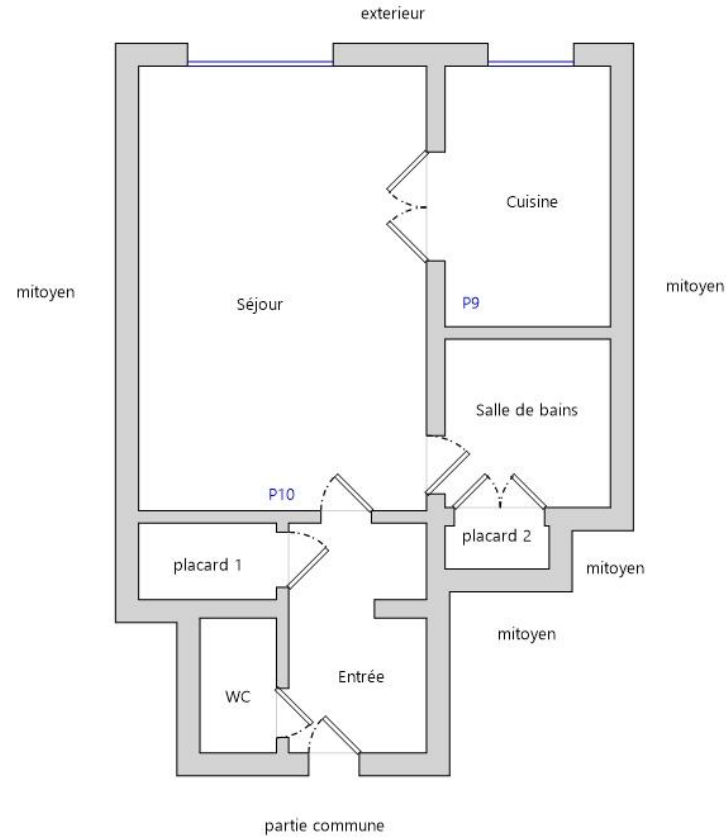 exterieur
Cuisine
mitoyen
mitoyen
Séjour
P9
Salle de bains
P10
placard 2
placard 1
mitoyen
mitoyen
Entrée
WC
partie commune